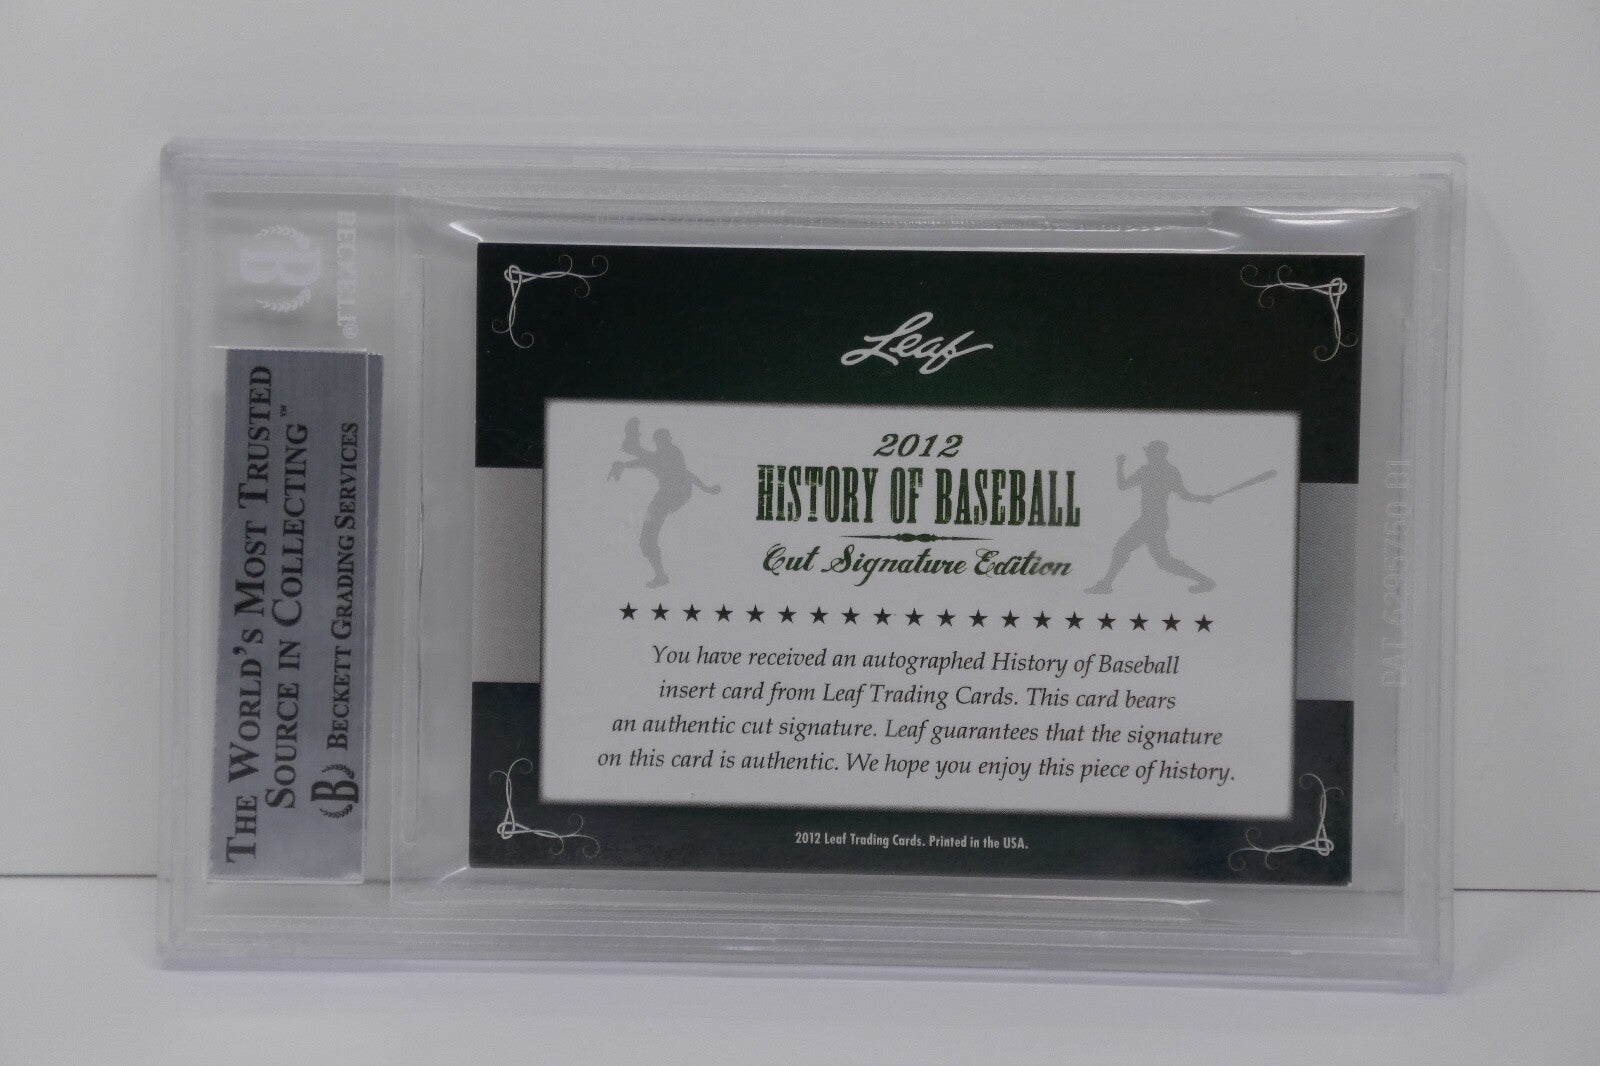 BECKETT®
B
THE WORLD'S MOST TRUSTED
SOURCE IN COLLECTING™
B BECKETT GRADING SERVICES
Leaf
2012
HISTORY OF BASEBALL
Cut Signature Edition
★ ★ ★ ★ ★ ★ ★ ★ ★ ★ ★ ★ ★ ★ ★ ★ ★ ★ ★
You have received an autographed History of Baseball
insert card from Leaf Trading Cards. This card bears
an authentic cut signature. Leaf guarantees that the signature
on this card is authentic. We hope you enjoy this piece of history.
2012 Leaf Trading Cards. Printed in the USA.
PAT. 6295750 B1